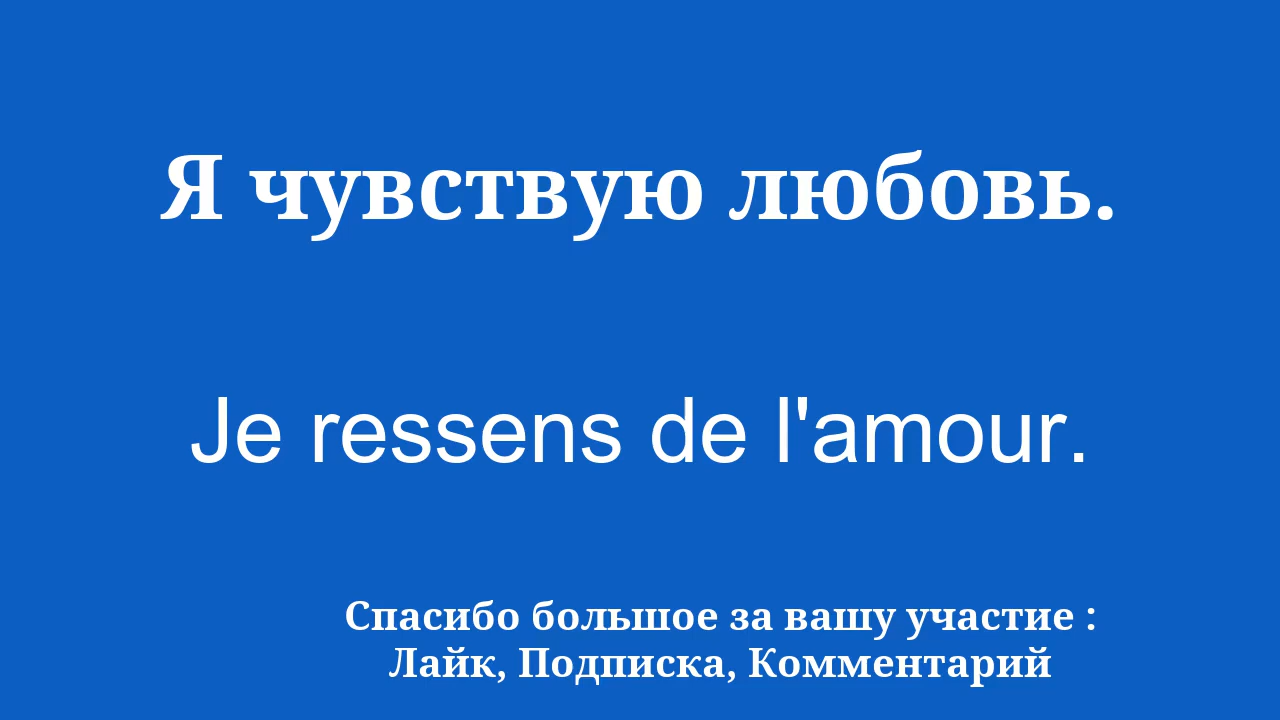 Я чувствую любовь.
Je ressens de l'amour.
Спасибо большое за вашу участие :
Лайк, Подписка, Комментарий